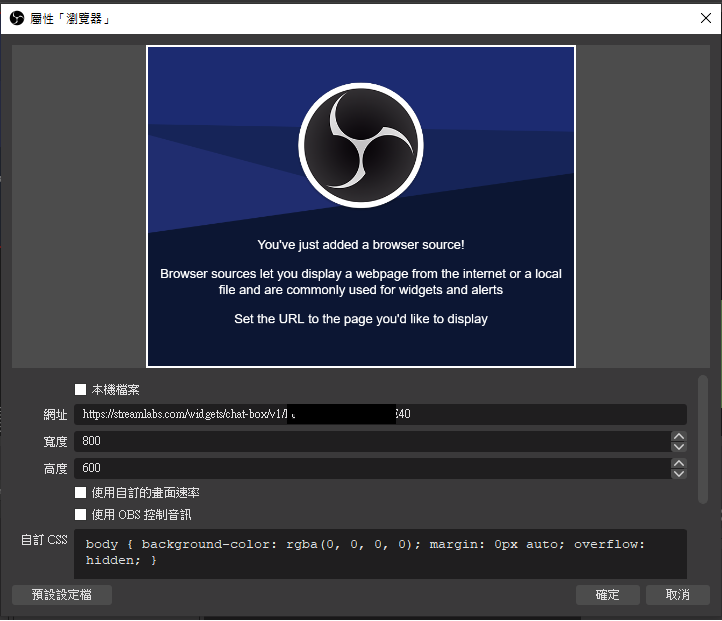 屬性「瀏覽器」
You've just added a browser source!
Browser sources let you display a webpage from the internet or a local
file and are commonly used for widgets and alerts
Set the URL to the page you'd like to display
本機檔案
網址 https://streamlabs.com/widgets/chat-box/v1/ 40
寬度 800
高度 600
使用自訂的畫面速率
使用 OBS 控制音訊
自訂 CSS body { background-color: rgba(0, 0, 0, 0); margin: 0px auto; overflow:
hidden; }
預設設定檔 確定 取消